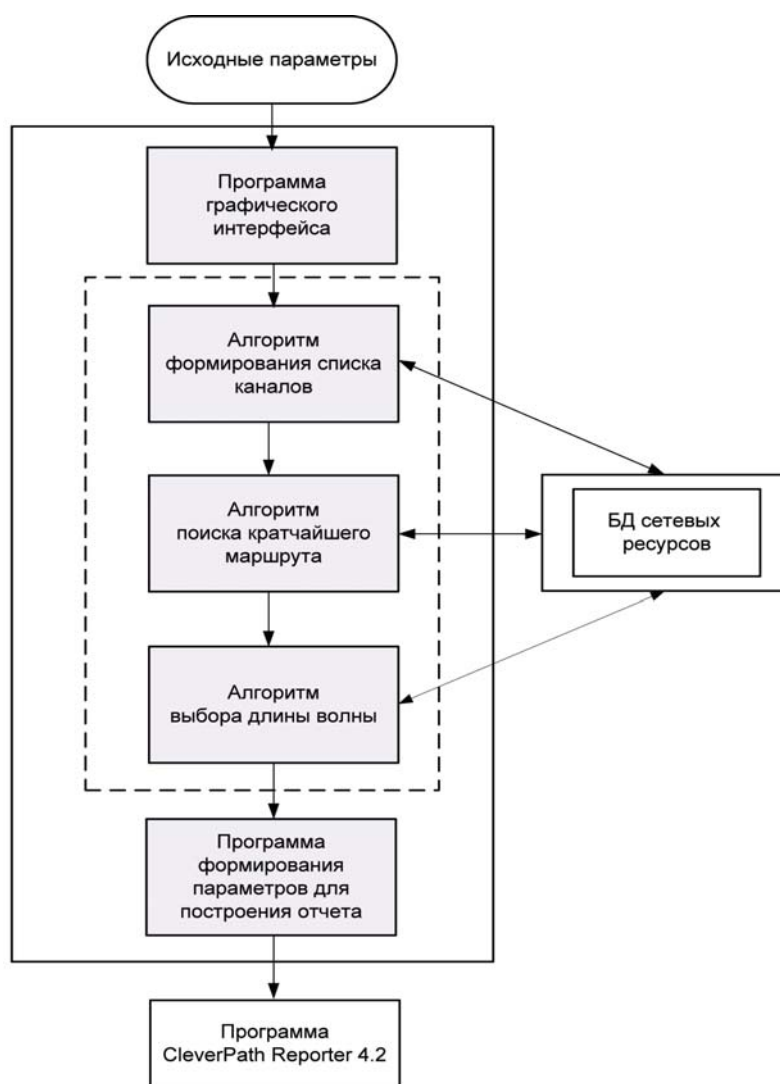 Исходные параметры
Программа
графического
интерфейса
Алгоритм
формирования списка
каналов
Алгоритм
поиска кратчайшего
маршрута
БД сетевых
ресурсов
Алгоритм
выбора длины волны
Программа
формирования
параметров для
построения отчета
Программа
CleverPath Reporter 4.2